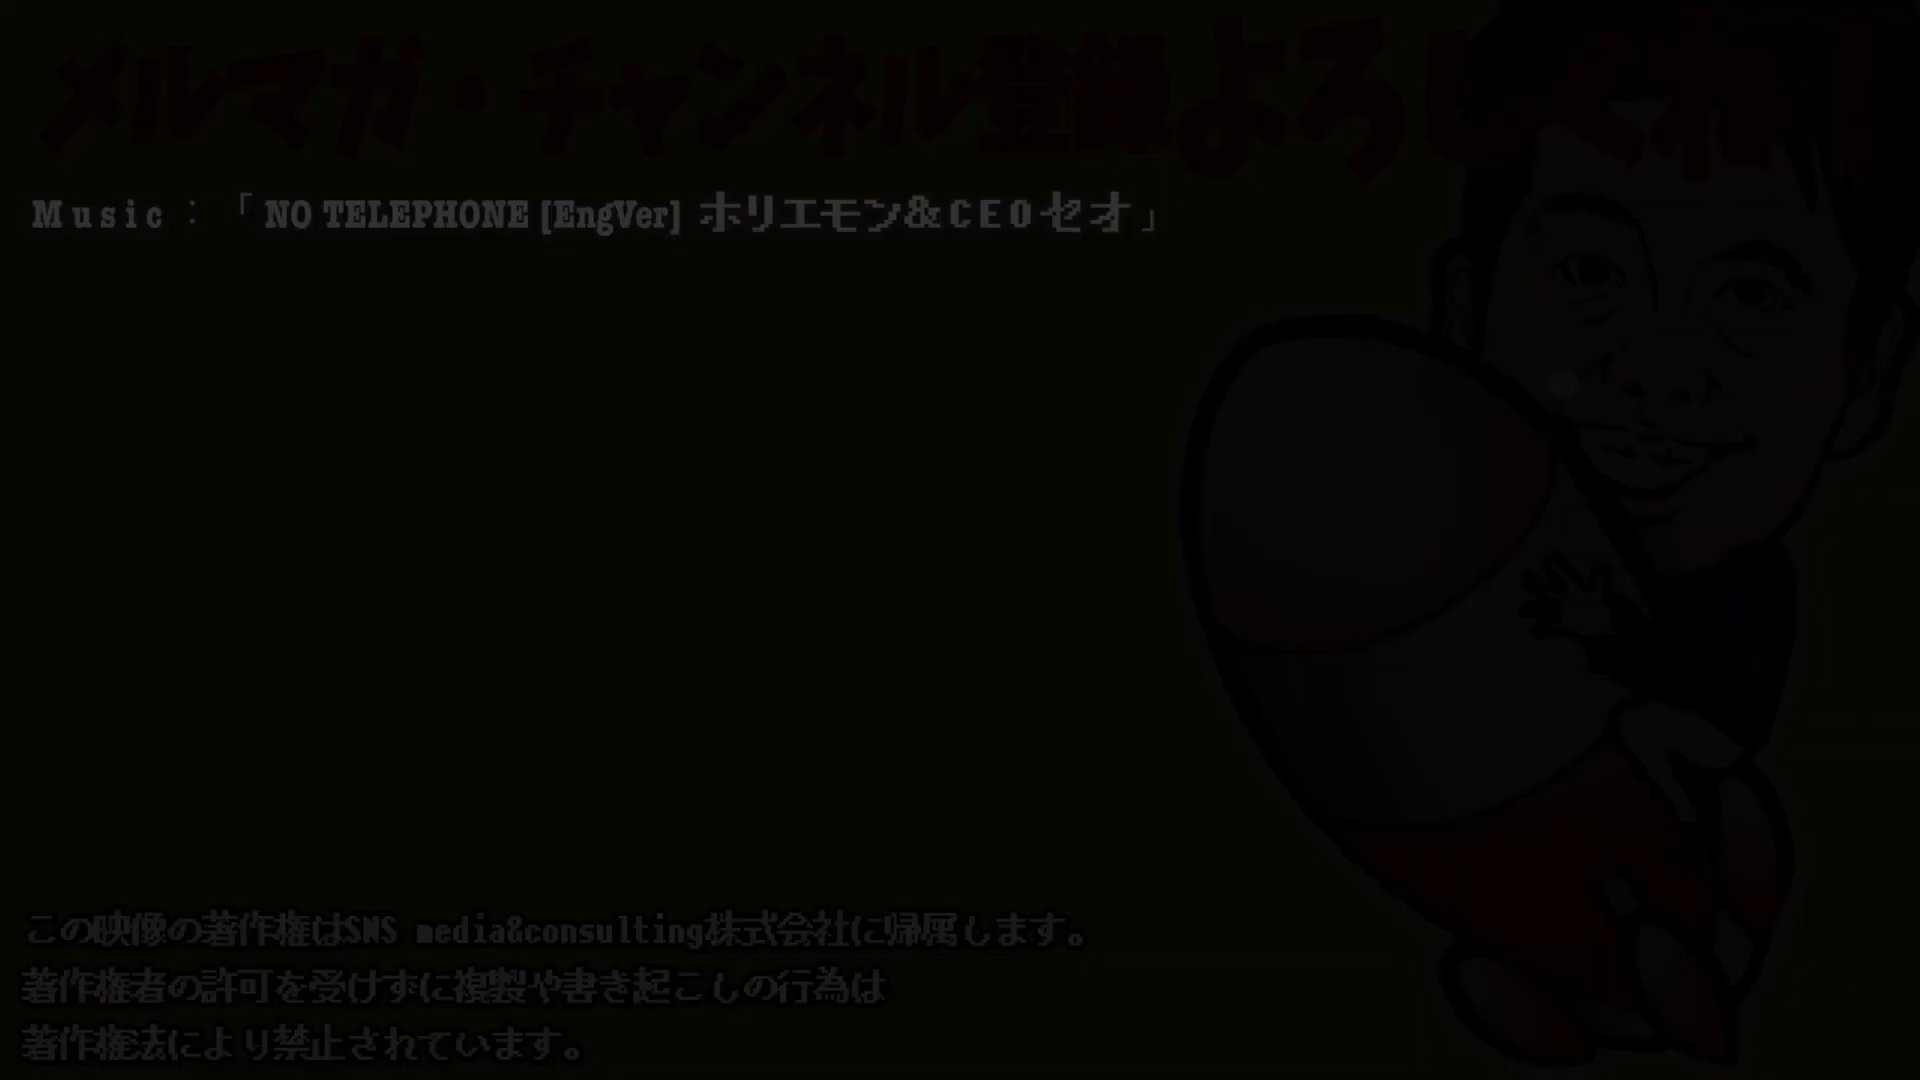 メルマガ・チャンネル登録よろしくね！
Music：「NO TELEPHONE [EngVer] ホリエモン&CEOセオ」
この映像の著作権はSNS media&consulting株式会社に帰属します。
著作権者の許可を受けずに複製や書き起こしの行為は
著作権法により禁止されています。